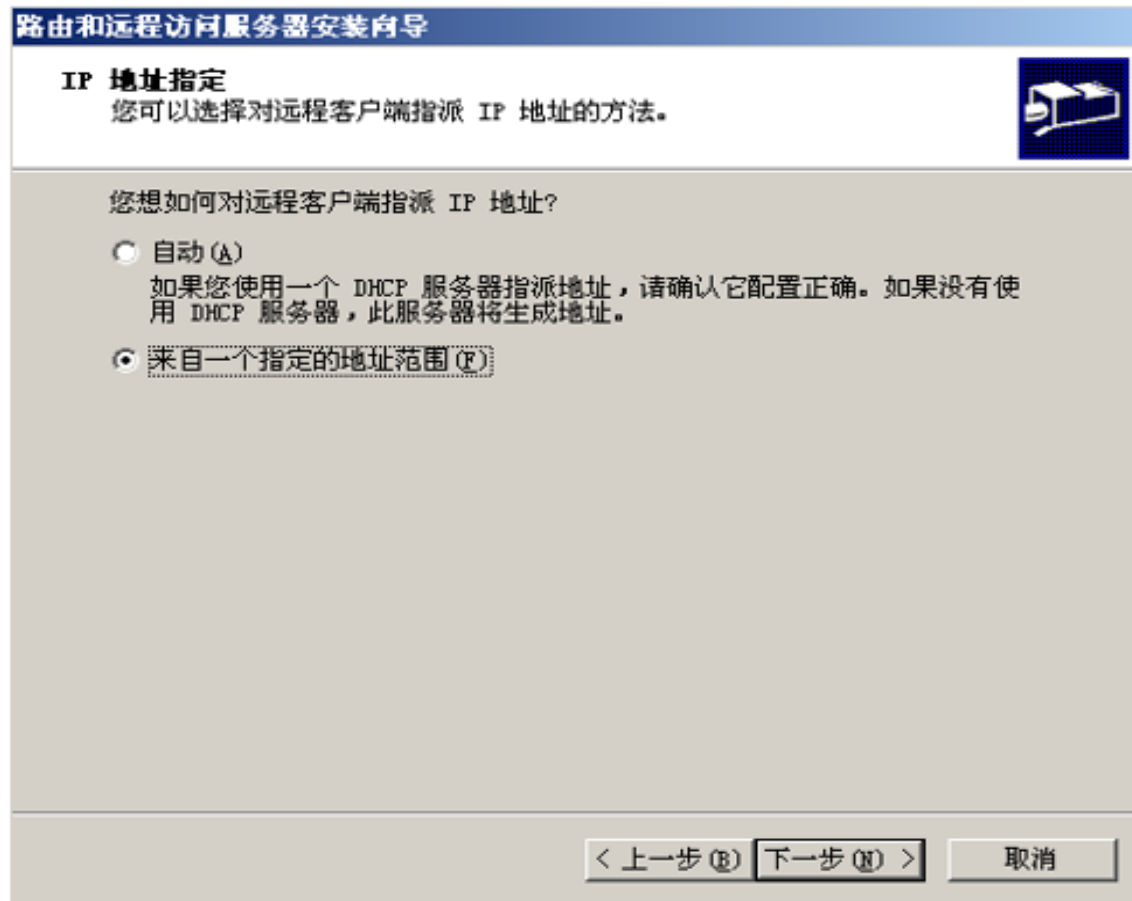 路由和远程访问服务器安装向导
IP 地址指定
您可以选择对远程客户端指派 IP 地址的方法。
您想如何对远程客户端指派 IP 地址?
自动(A)
如果您使用一个 DHCP 服务器指派地址，请确认它配置正确。如果没有使
用 DHCP 服务器，此服务器将生成地址。
来自一个指定的地址范围(F)
< 上一步(B) 下一步(N) > 取消